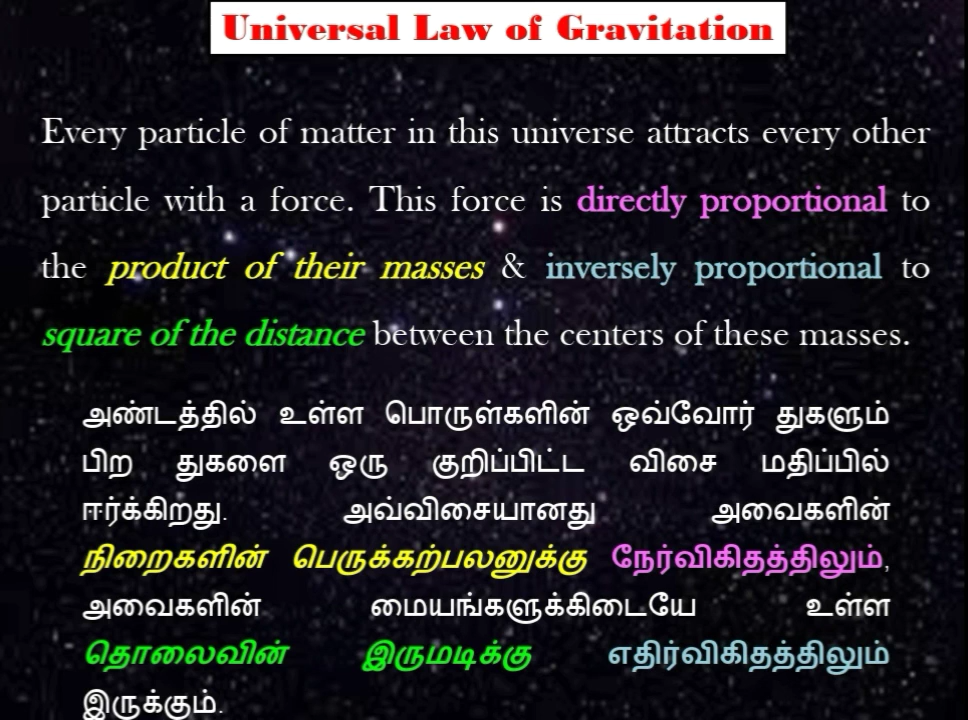 Universal Law of Gravitation
Every particle of matter in this universe attracts every other
particle with a force. This force is directly proportional to
the product of their masses & inversely proportional to
square of the distance between the centers of these masses.
அண்டத்தில் உள்ள பொருள்களின் ஒவ்வோர் துகளும்
பிற துகளை ஒரு குறிப்பிட்ட விசை மதிப்பில்
ஈர்க்கிறது. அவ்விசையானது அவைகளின்
நிறைகளின் பெருக்கற்பலனுக்கு நேர்விகிதத்திலும்,
அவைகளின் மையங்களுக்கிடையே உள்ள
தொலைவின் இருமடிக்கு எதிர்விகிதத்திலும்
இருக்கும்.